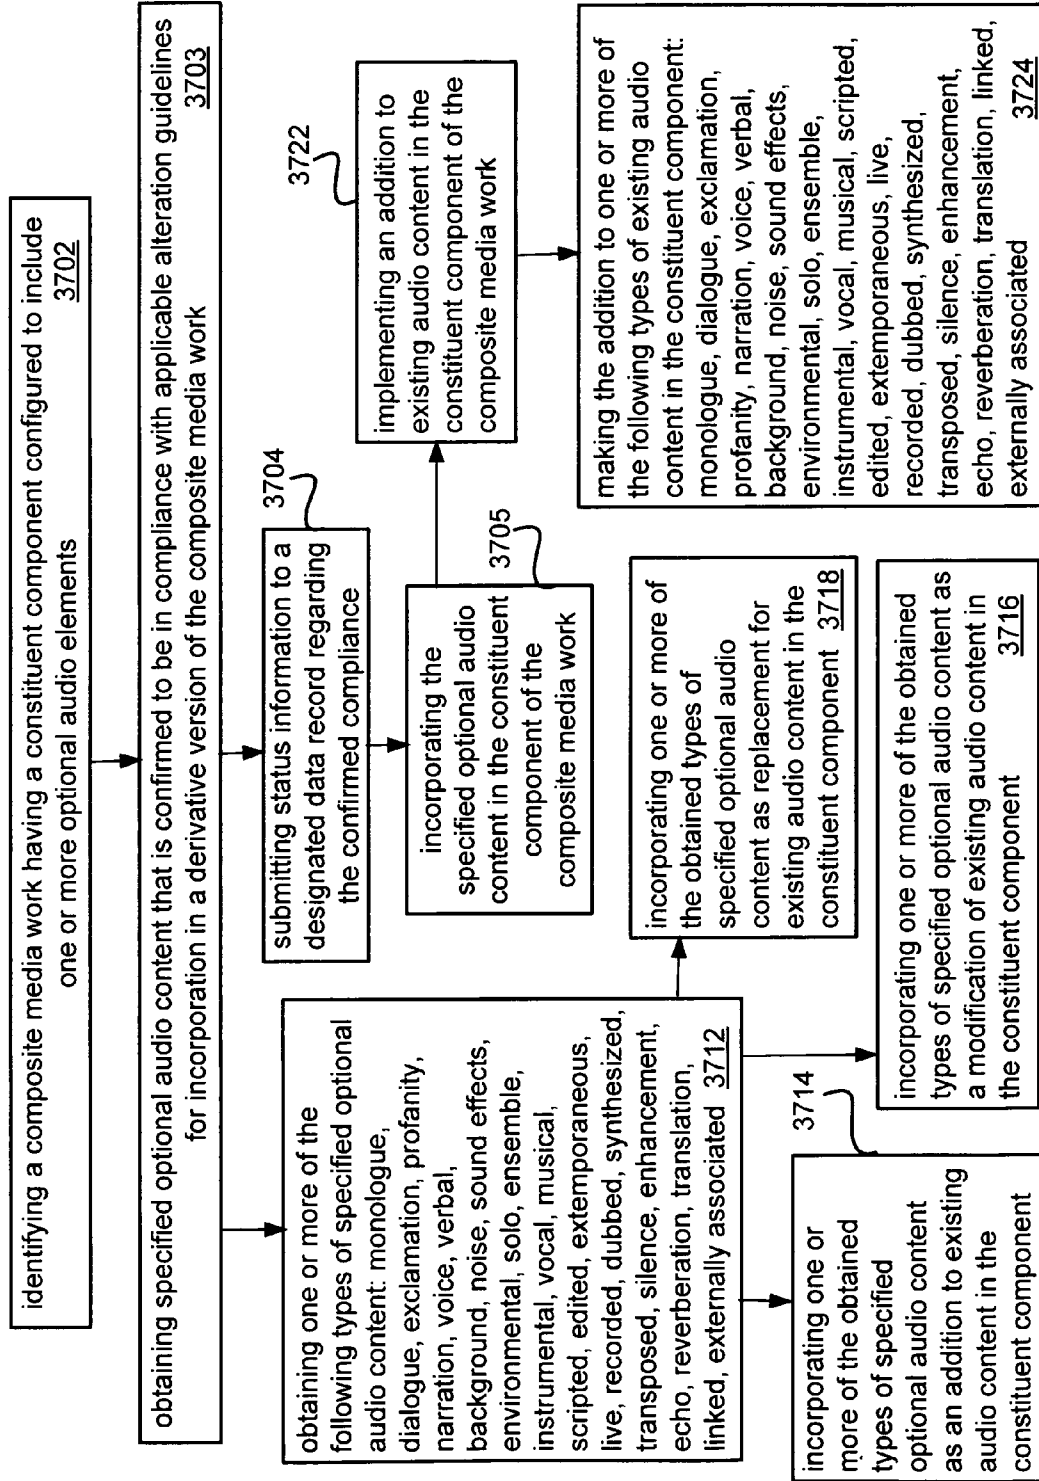 identifying a composite media work having a constituent component configured to include
one or more optional audio elements 3702
obtaining specified optional audio content that is confirmed to be in compliance with applicable alteration guidelines
for incorporation in a derivative version of the composite media work 3703
obtaining one or more of the
following types of specified optional
audio content: monologue,
dialogue, exclamation, profanity,
narration, voice, verbal,
background, noise, sound effects,
environmental, solo, ensemble,
instrumental, vocal, musical,
scripted, edited, extemporaneous,
live, recorded, dubbed, synthesized,
transposed, silence, enhancement,
echo, reverberation, translation,
linked, externally associated 3712
3714
incorporating one or
more of the obtained
types of specified
optional audio content
as an addition to existing
audio content in the
constituent component
submitting status information to a
designated data record regarding
the confirmed compliance
3704
incorporating the
specified optional audio
content in the constituent
component of the
composite media work
3705
incorporating one or more of
the obtained types of
specified optional audio
content as replacement for
existing audio content in the
constituent component 3718
incorporating one or more of the obtained
types of specified optional audio content as
a modification of existing audio content in
the constituent component 3716
3722
implementing an addition to
existing audio content in the
constituent component of the
composite media work
making the addition to one or more of
the following types of existing audio
content in the constituent component:
monologue, dialogue, exclamation,
profanity, narration, voice, verbal,
background, noise, sound effects,
environmental, solo, ensemble,
instrumental, vocal, musical, scripted,
edited, extemporaneous, live,
recorded, dubbed, synthesized,
transposed, silence, enhancement,
echo, reverberation, translation, linked,
externally associated 3724